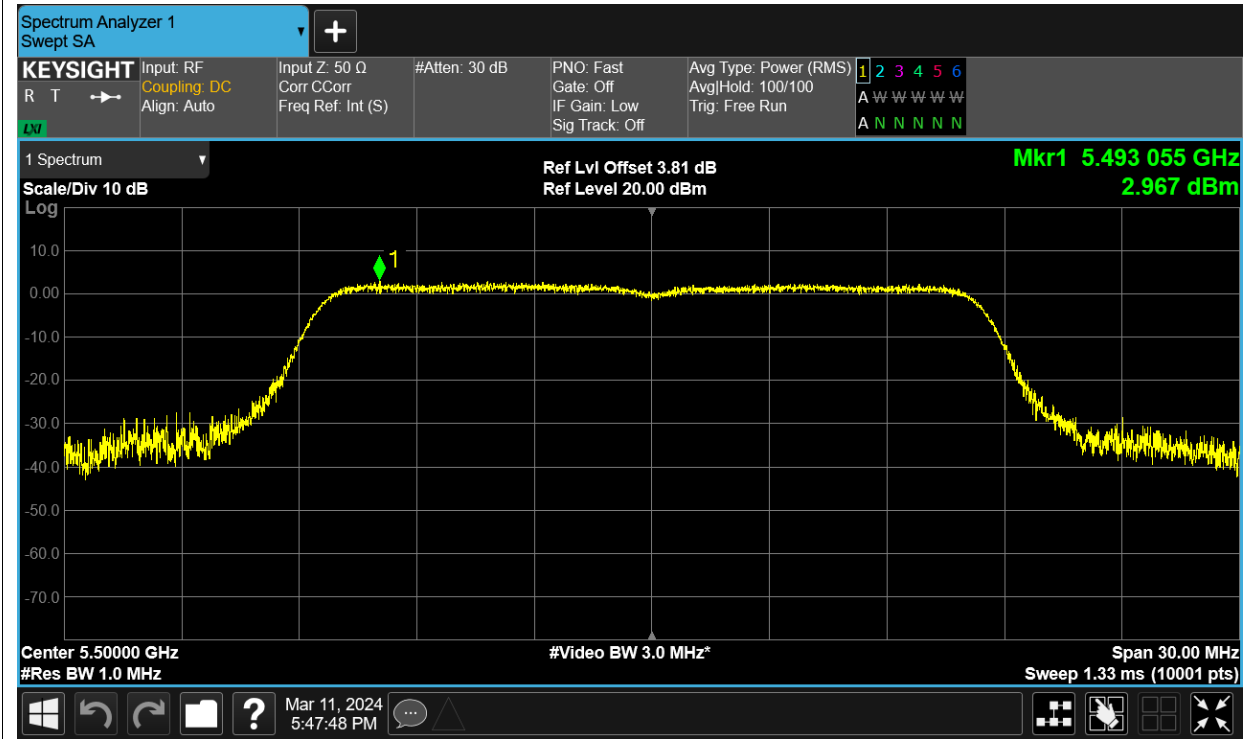 Spectrum Analyzer 1
Swept SA
KEYSIGHT
R T
LXI
Input: RF
Coupling: DC
Align: Auto
Input Z: 50 Ω
Corr CCorr
Freq Ref: Int (S)
#Atten: 30 dB
PNO: Fast
Gate: Off
IF Gain: Low
Sig Track: Off
Avg Type: Power (RMS)
Avg|Hold: 100/100
Trig: Free Run
1 2 3 4 5 6
A W W W W W
A N N N N N
1 Spectrum
Scale/Div 10 dB
Log
Ref Lvl Offset 3.81 dB
Ref Level 20.00 dBm
Mkr1 5.493 055 GHz
2.967 dBm
1
10.0
0.00
-10.0
-20.0
-30.0
-40.0
-50.0
-60.0
-70.0
Center 5.50000 GHz
#Res BW 1.0 MHz
#Video BW 3.0 MHz*
Span 30.00 MHz
Sweep 1.33 ms (10001 pts)
?
Mar 11, 2024
5:47:48 PM